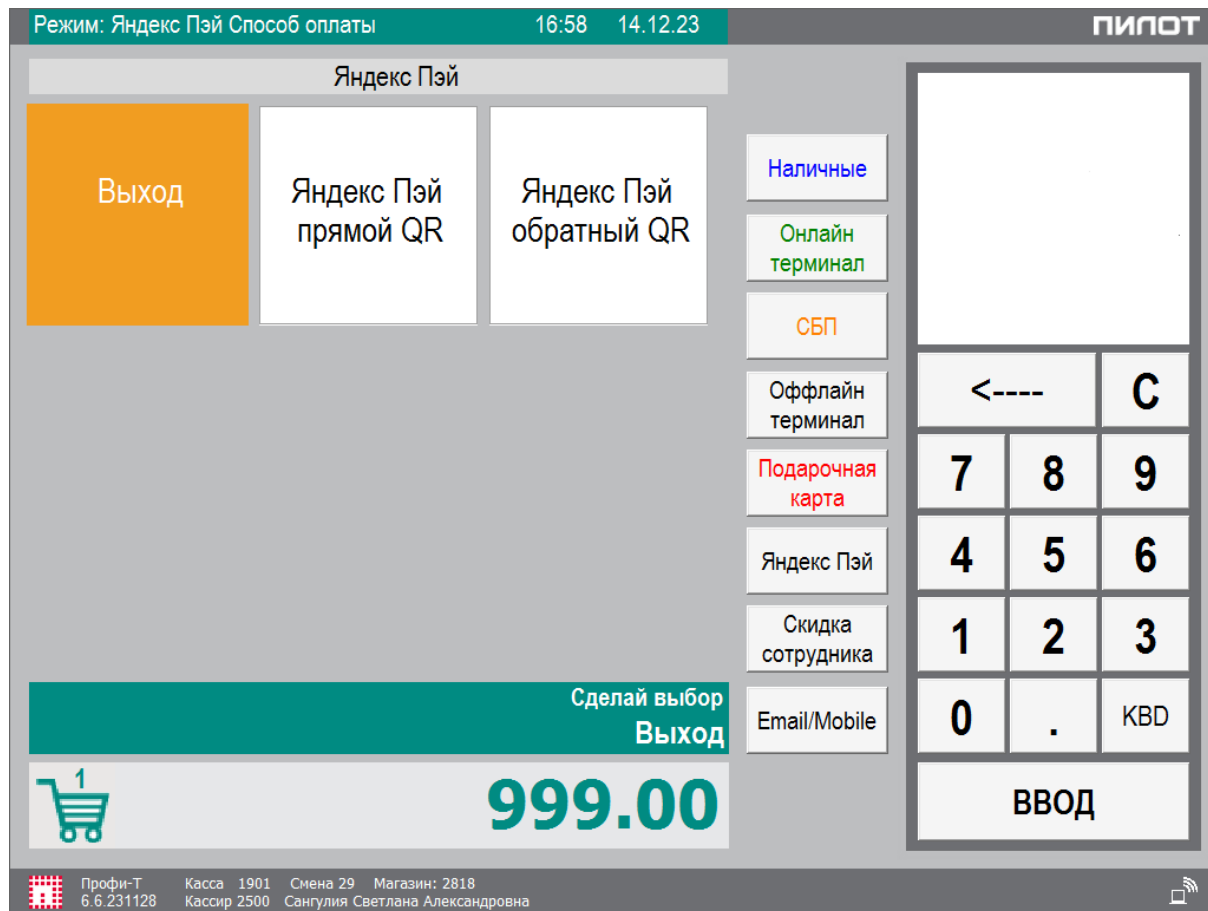 Режим: Яндекс Пэй Способ оплаты 16:58 14.12.23
ПИЛОТ
Яндекс Пэй
Выход
Яндекс Пэй
прямой QR
Яндекс Пэй
обратный QR
Наличные
Онлайн
терминал
СБП
Оффлайн
терминал
Подарочная
карта
Яндекс Пэй
Скидка
сотрудника
Email/Mobile
<---- C
7 8 9
4 5 6
1 2 3
0 . KBD
ВВОД
Сделай выбор
Выход
1
999.00
Профи-Т Касса 1901 Смена 29 Магазин: 2818
6.6.231128 Кассир 2500 Сангулия Светлана Александровна